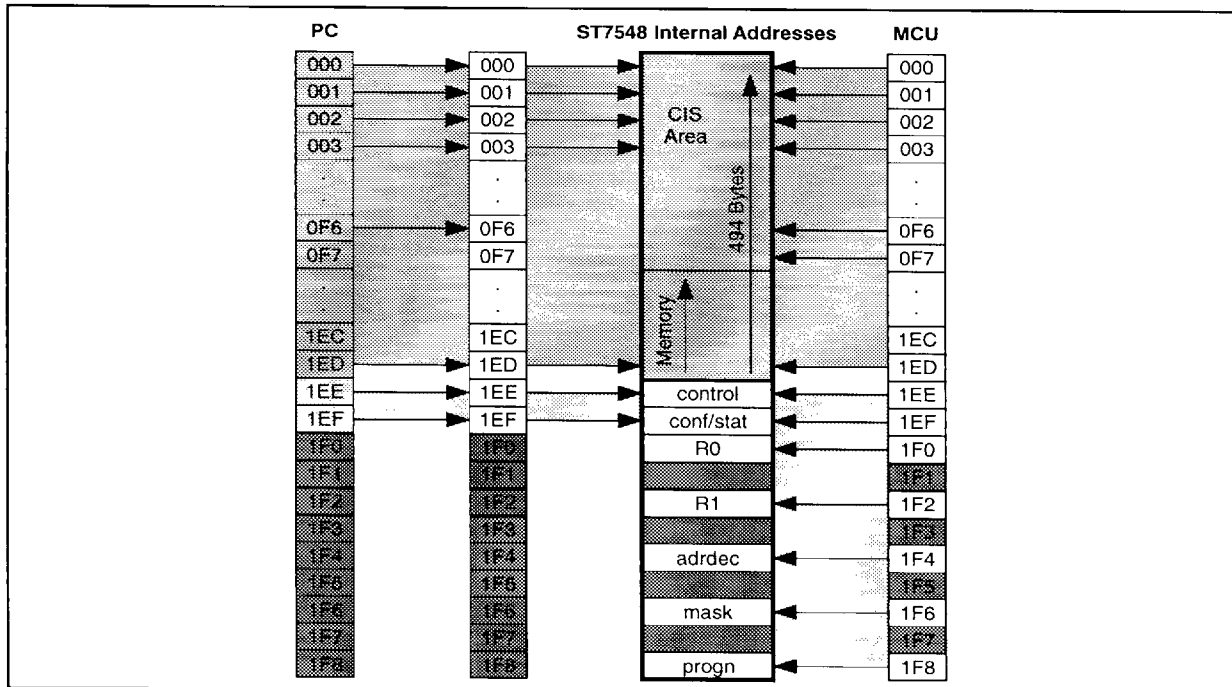 PC ST7548 Internal Addresses MCU
000 000 000
001 001 001
002 002 CIS 002
003 003 Area 003
. . .
. . .
494 Bytes
0F6 0F6 0F6
0F7 0F7 0F7
. . .
. . .
Memory
1EC 1EC 1EC
1ED 1ED 1ED
1EE 1EE control 1EE
1EF 1EF conf/stat 1EF
1F0 1F0 R0 1F0
1F1 1F1 1F1
1F2 1F2 R1 1F2
1F3 1F3 1F3
1F4 1F4 adrdec 1F4
1F5 1F5 1F5
1F6 1F6 mask 1F6
1F7 1F7 1F7
1F8 1F8 progn 1F8